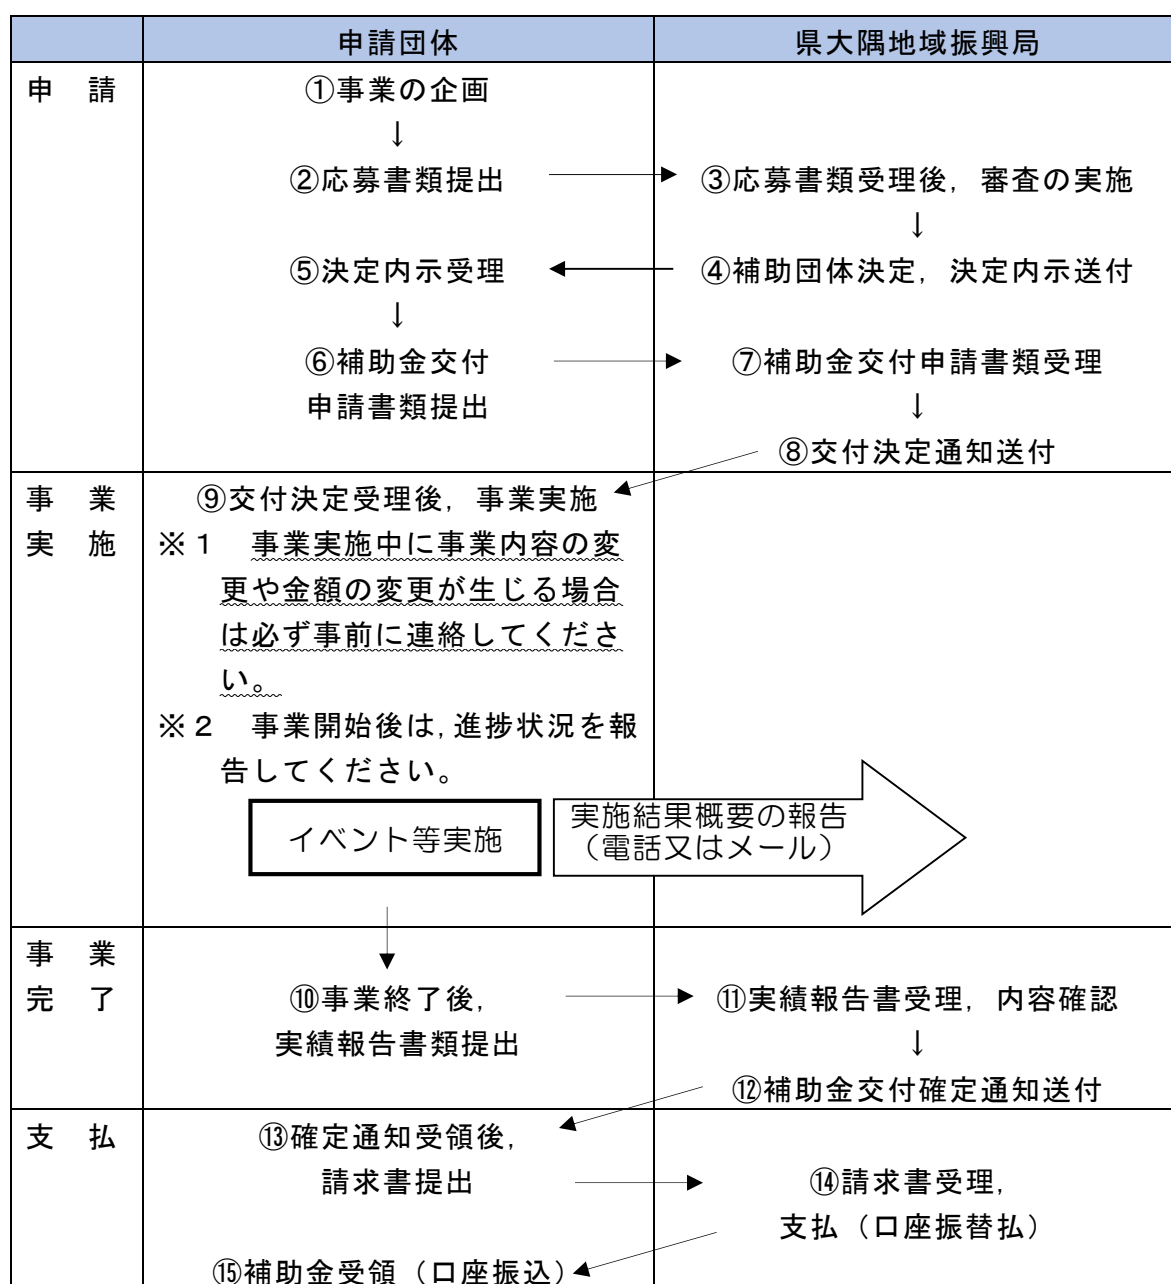 申請団体
県大隅地域振興局
申　請
①事業の企画
↓
②応募書類提出
③応募書類受理後，審査の実施
↓
④補助団体決定，決定内示送付
⑤決定内示受理
↓
⑥補助金交付
申請書類提出
⑦補助金交付申請書類受理
↓
⑧交付決定通知送付
事　業
実　施
⑨交付決定受理後，事業実施
※１　事業実施中に事業内容の変
更や金額の変更が生じる場合
は必ず事前に連絡してくださ
い。
※２　事業開始後は，進捗状況を報
告してください。
イベント等実施
実施結果概要の報告
（電話又はメール）
事　業
完　了
⑩事業終了後，
実績報告書類提出
⑪実績報告書受理，内容確認
↓
⑫補助金交付確定通知送付
支　払
⑬確定通知受領後，
請求書提出
⑭請求書受理，
支払（口座振替払）
⑮補助金受領（口座振込）